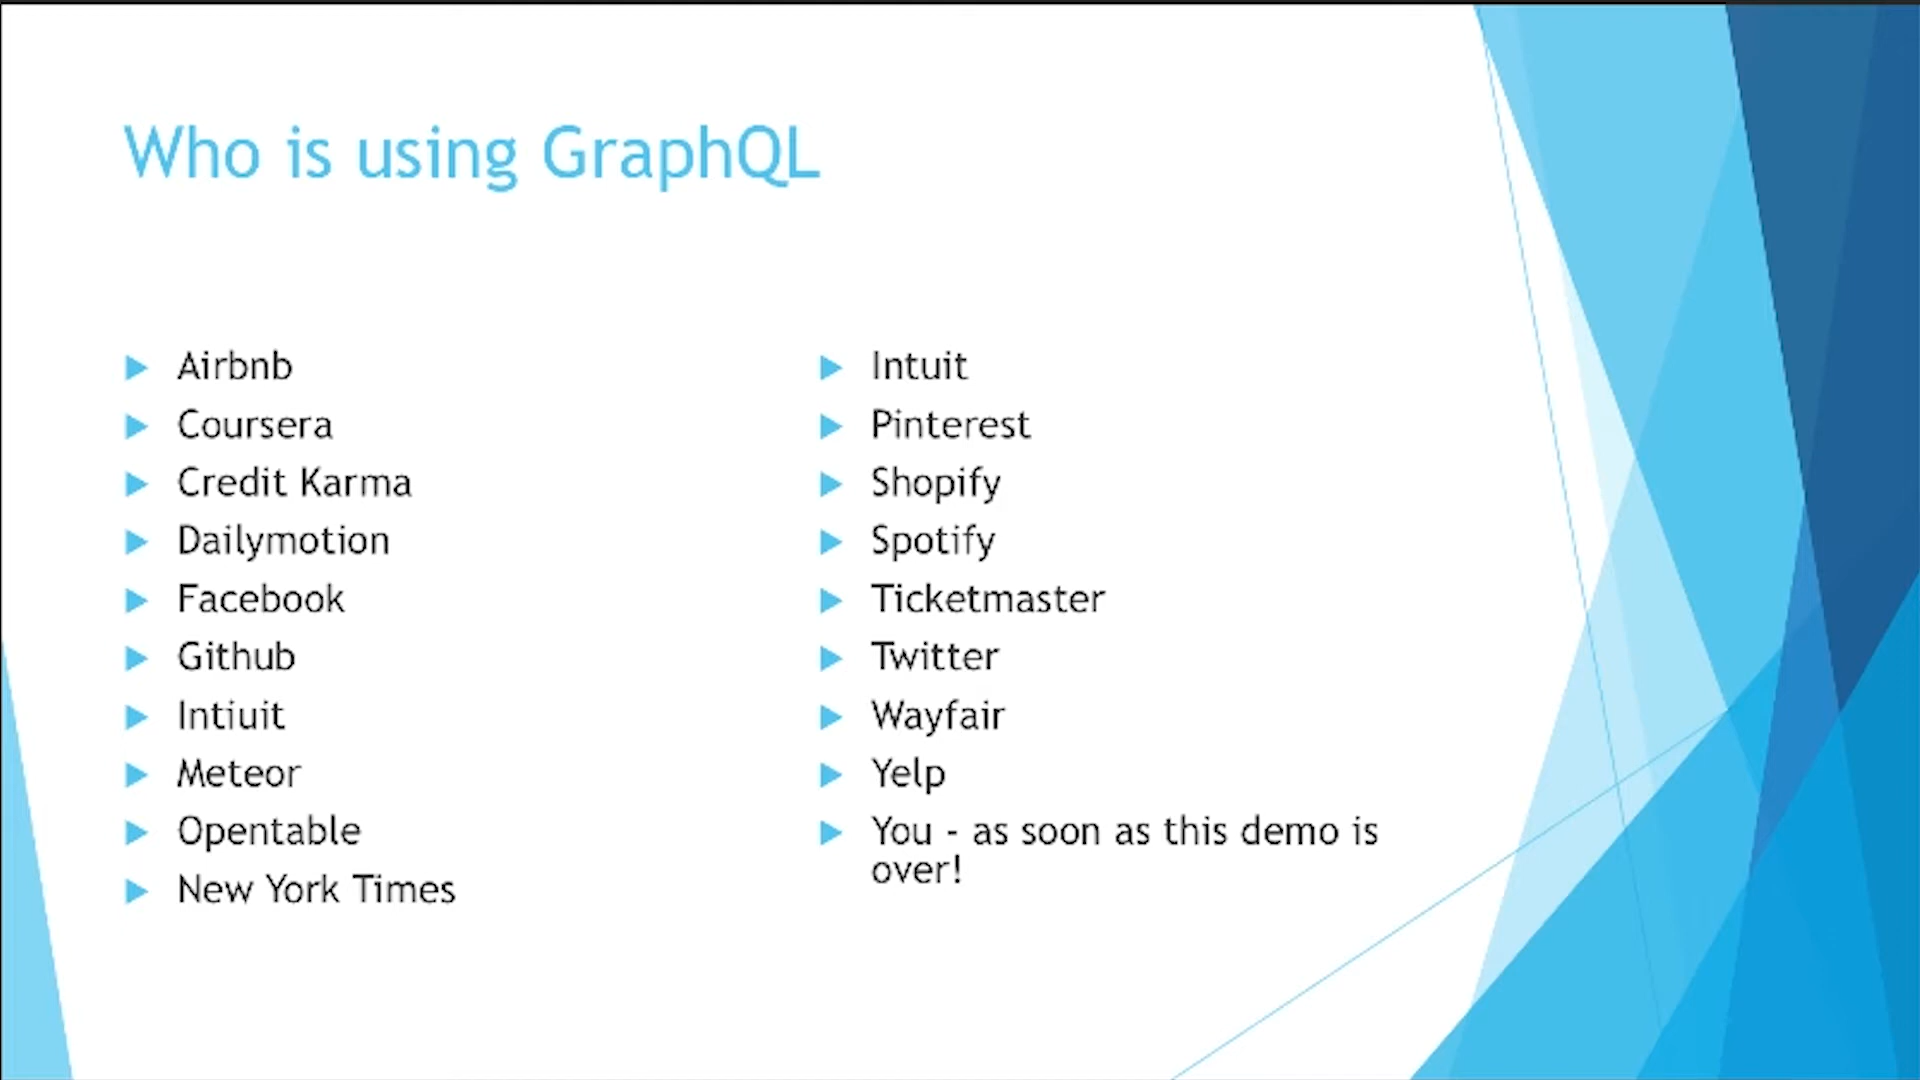 Who is using GraphQL
Airbnb
Coursera
Credit Karma
Dailymotion
Facebook
Github
Intiuit
Meteor
Opentable
New York Times
Intuit
Pinterest
Shopify
Spotify
Ticketmaster
Twitter
Wayfair
Yelp
You - as soon as this demo is
over!